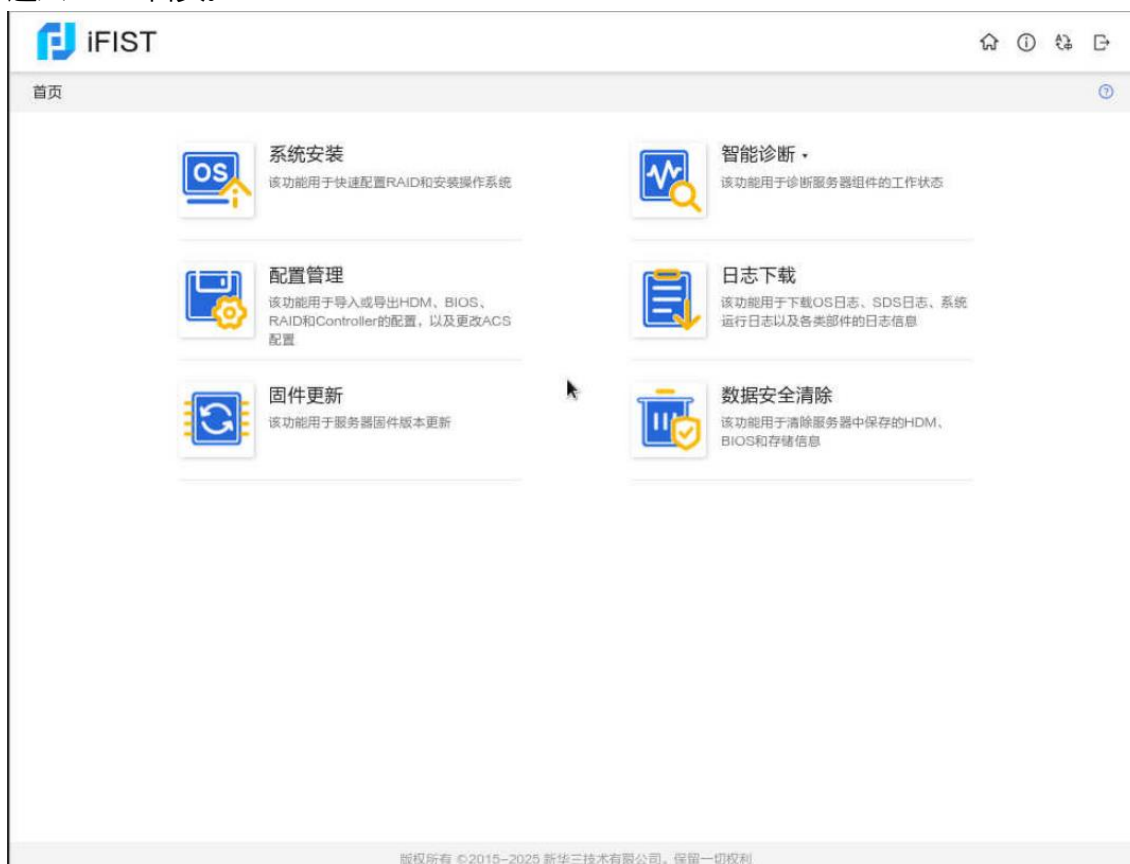 iFIST
首页
系统安装
该功能用于快速配置RAID和安装操作系统
智能诊断
该功能用于诊断服务器组件的工作状态
配置管理
该功能用于导入或导出HDM、BIOS、
RAID和Controller的配置，以及更改ACS
配置
日志下载
该功能用于下载OS日志、SDS日志、系统
运行日志以及各类部件的日志信息
固件更新
该功能用于服务器固件版本更新
数据安全清除
该功能用于清除服务器中保存的HDM、
BIOS和存储信息
版权所有 ©2015-2025 新华三技术有限公司，保留一切权利